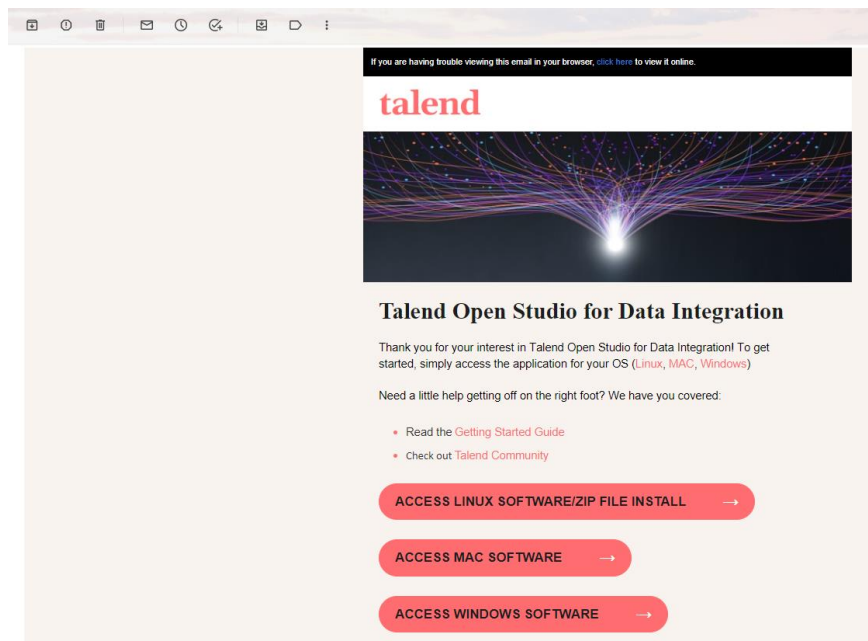 If you are having trouble viewing this email in your browser, click here to view it online.
talend
Talend Open Studio for Data Integration
Thank you for your interest in Talend Open Studio for Data Integration! To get
started, simply access the application for your OS (Linux, MAC, Windows)
Need a little help getting off on the right foot? We have you covered:
• Read the Getting Started Guide
• Check out Talend Community
ACCESS LINUX SOFTWARE/ZIP FILE INSTALL →
ACCESS MAC SOFTWARE →
ACCESS WINDOWS SOFTWARE →